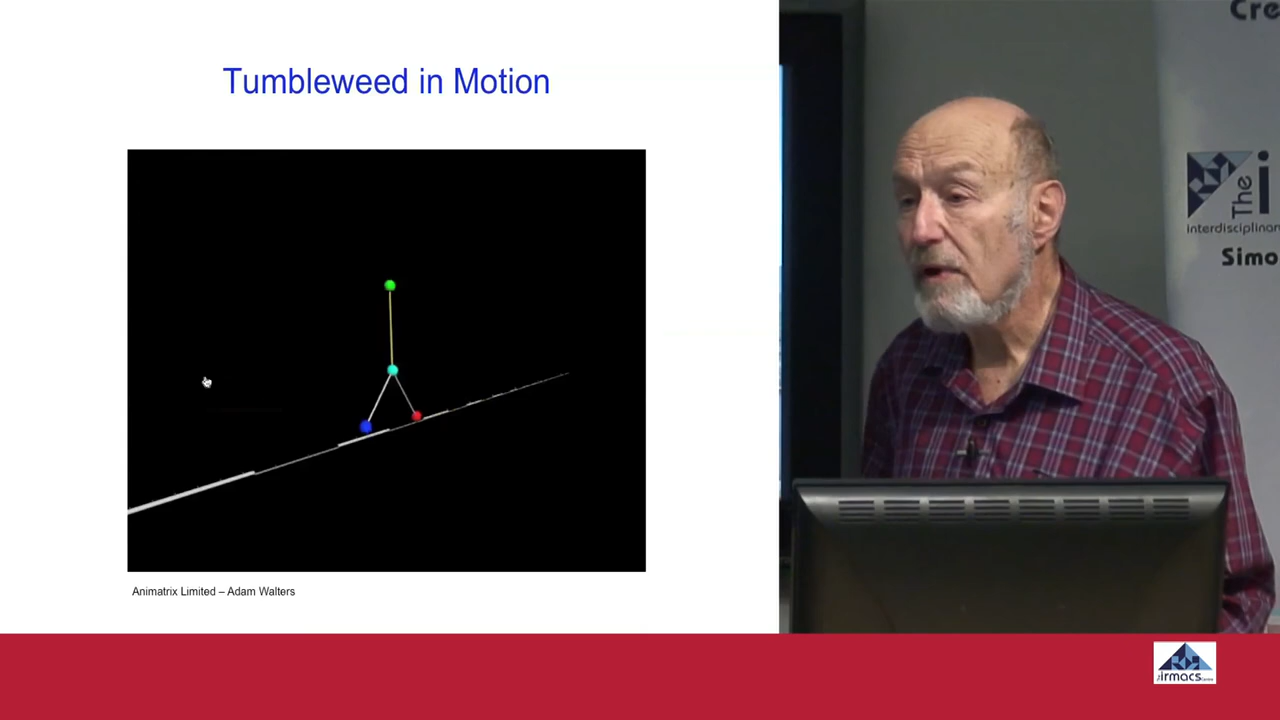 Tumbleweed in Motion
Animatrix Limited – Adam Walters
Cre
The i
interdisciplinar
Simo
irmacs